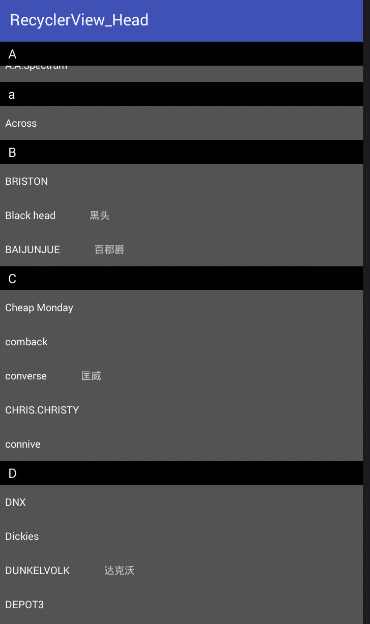 RecyclerView_Head
A
A.A.Spectrum
a
Across
B
BRISTON
Black head 黑头
BAIJUNJUE 百郡爵
C
Cheap Monday
comback
converse 匡威
CHRIS.CHRISTY
connive
D
DNX
Dickies
DUNKELVOLK 达克沃
DEPOT3